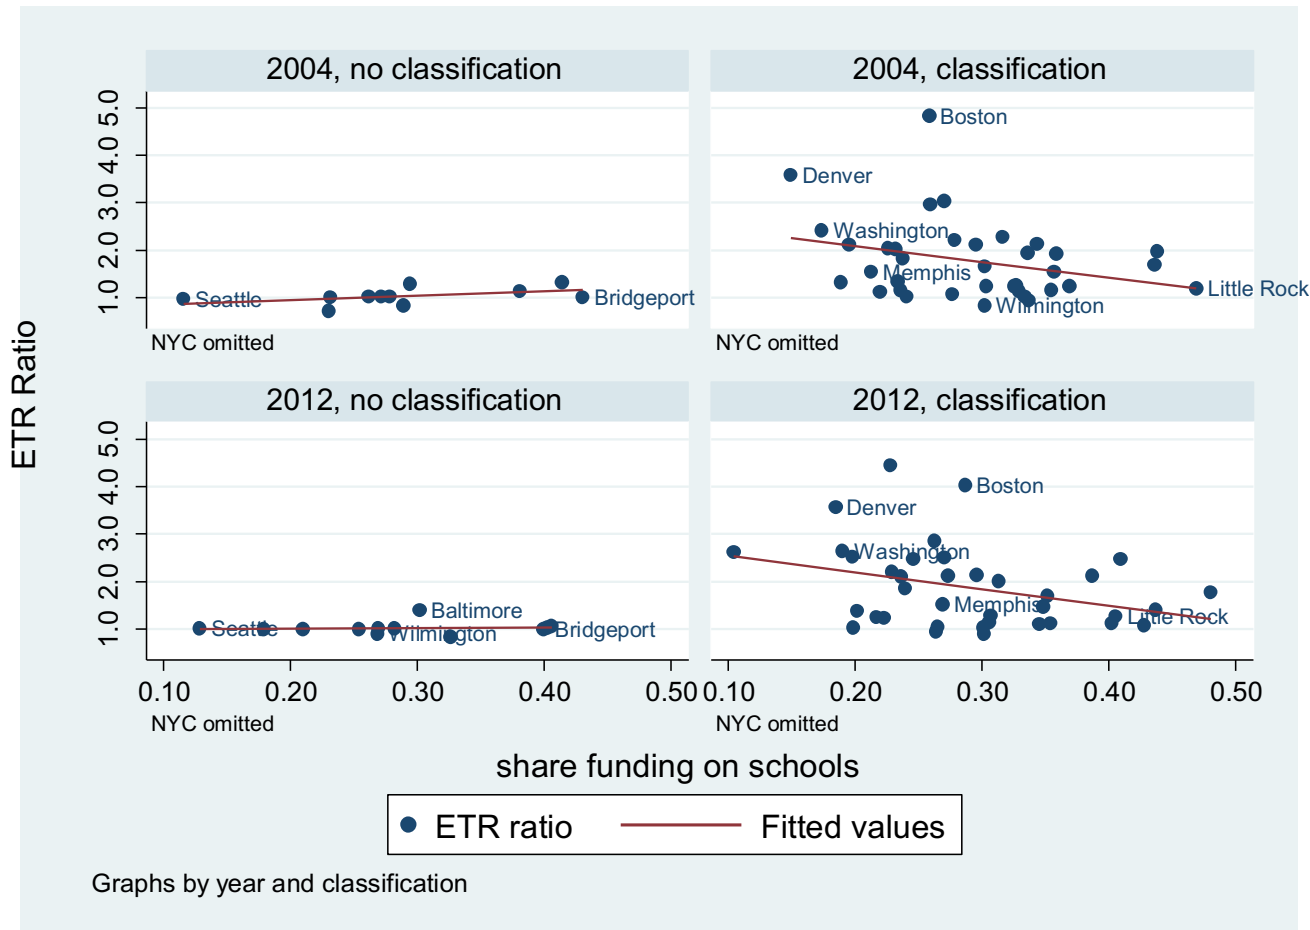 2004, no classification
2004, classification
5.0
4.0
3.0
2.0
1.0
Seattle
Bridgeport
Boston
Denver
Washington
Memphis
Wilmington
Little Rock
NYC omitted
NYC omitted
ETR Ratio
2012, no classification
2012, classification
5.0
4.0
3.0
2.0
1.0
Seattle
Baltimore
Wilmington
Bridgeport
Boston
Denver
Washington
Memphis
Little Rock
0.10 0.20 0.30 0.40 0.50
0.10 0.20 0.30 0.40 0.50
NYC omitted
NYC omitted
share funding on schools
ETR ratio
Fitted values
Graphs by year and classification